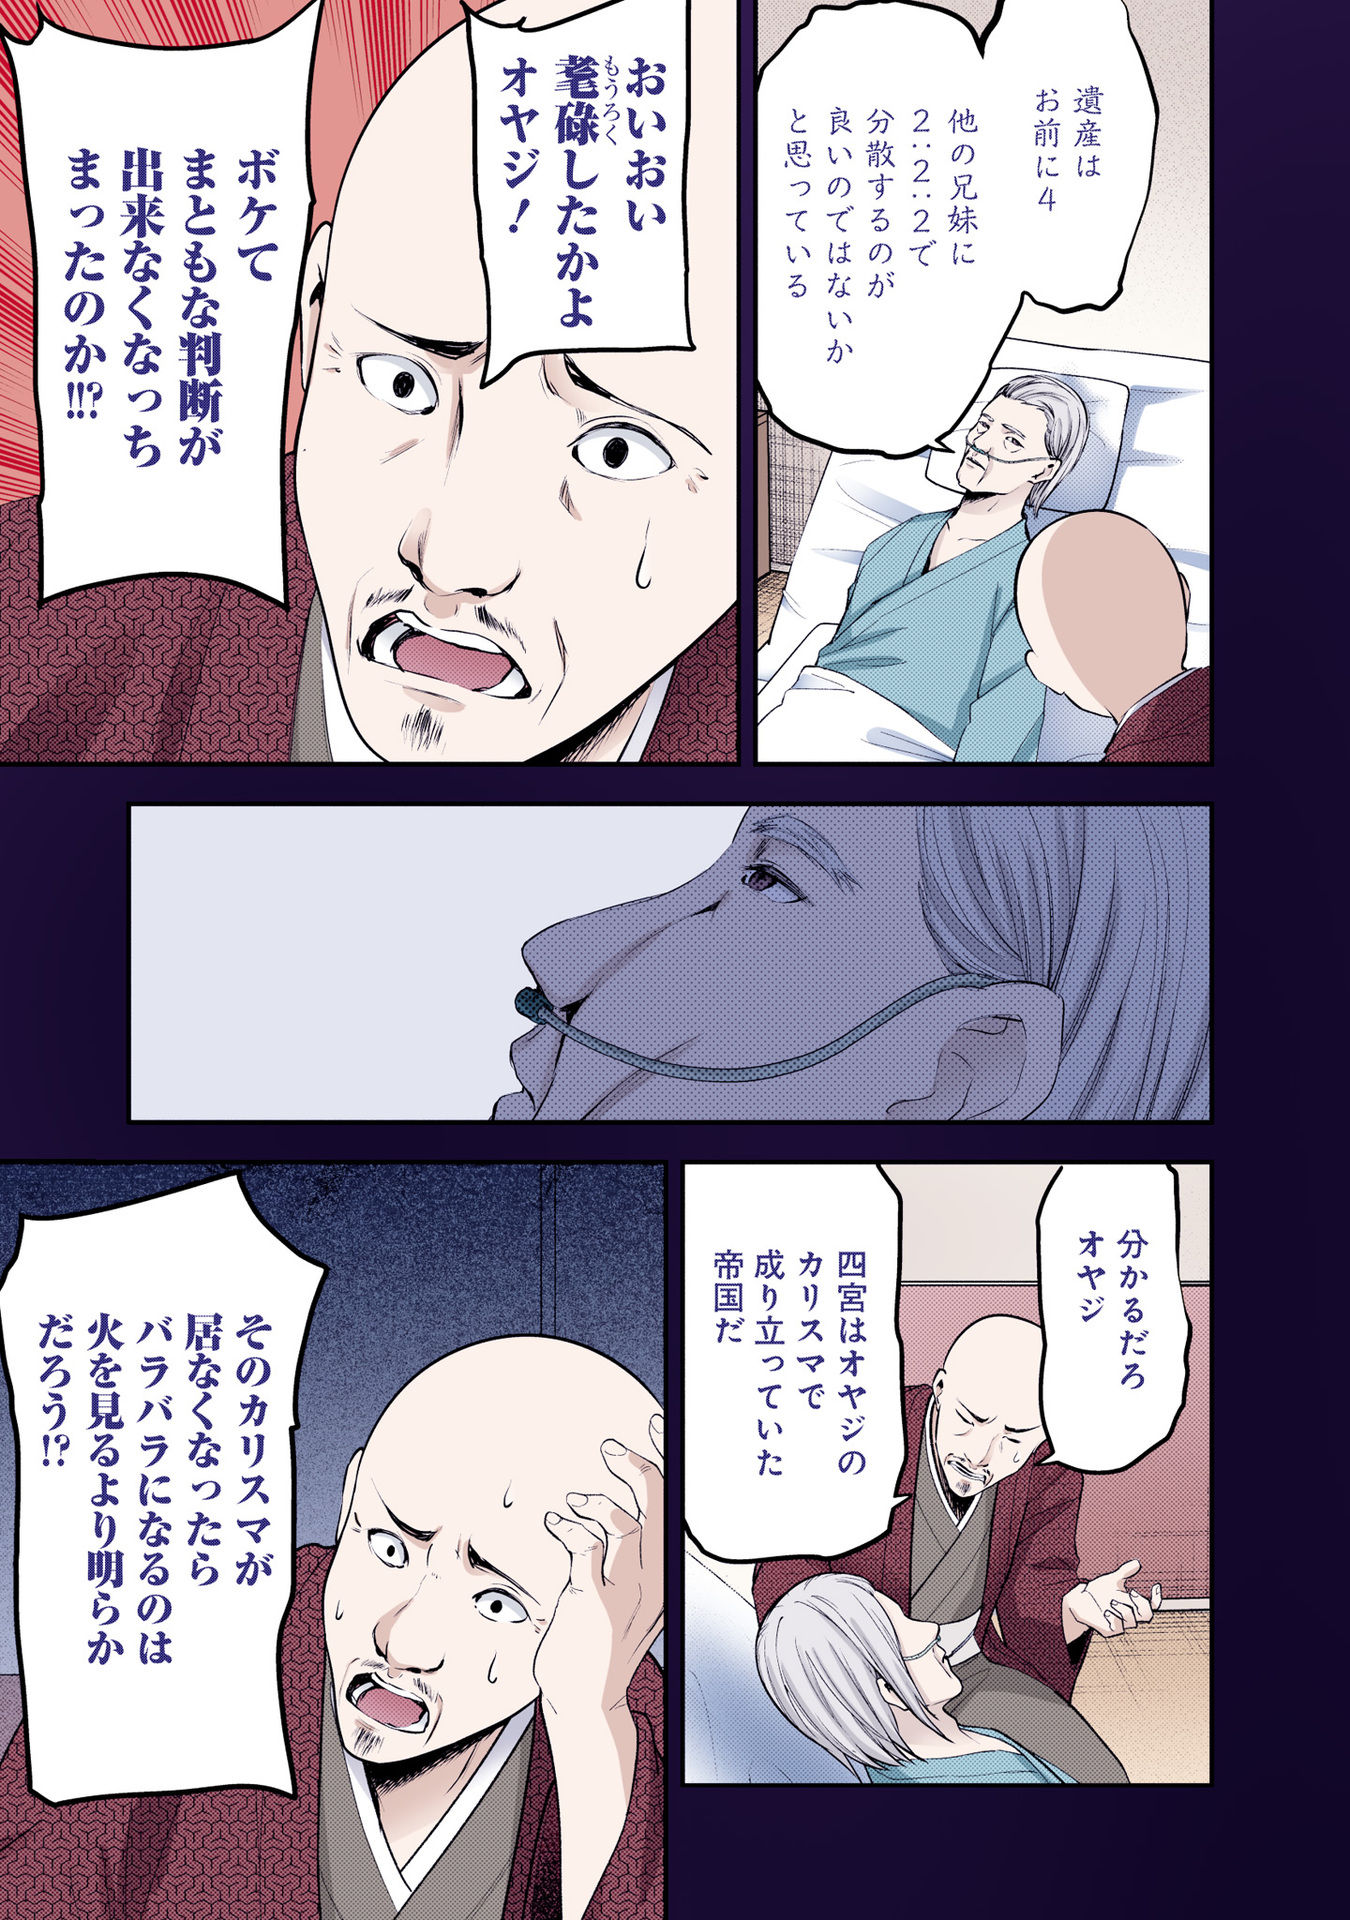 遺産は
お前に4
他の兄妹に
2:2:2で
分散するのが
良いのではないか
と思っている
おいおい
耄碌したかよ
もうろく
オヤジ！
ボケて
まともな判断が
出来なくなっち
まったのか!!?
分かるだろ
オヤジ
四宮はオヤジの
カリスマで
成り立っていた
帝国だ
そのカリスマが
居なくなったら
バラバラになるのは
火を見るより明らか
だろう!?